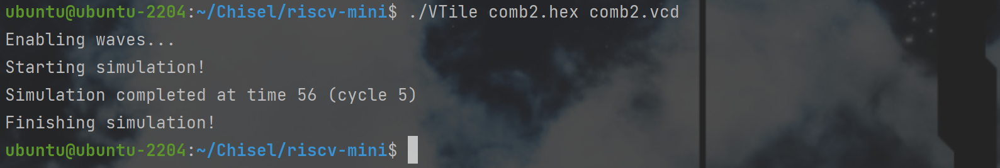 ubuntu@ubuntu-2204:~/Chisel/riscv-mini$ ./VTile comb2.hex comb2.vcd
Enabling waves...
Starting simulation!
Simulation completed at time 56 (cycle 5)
Finishing simulation!
ubuntu@ubuntu-2204:~/Chisel/riscv-mini$